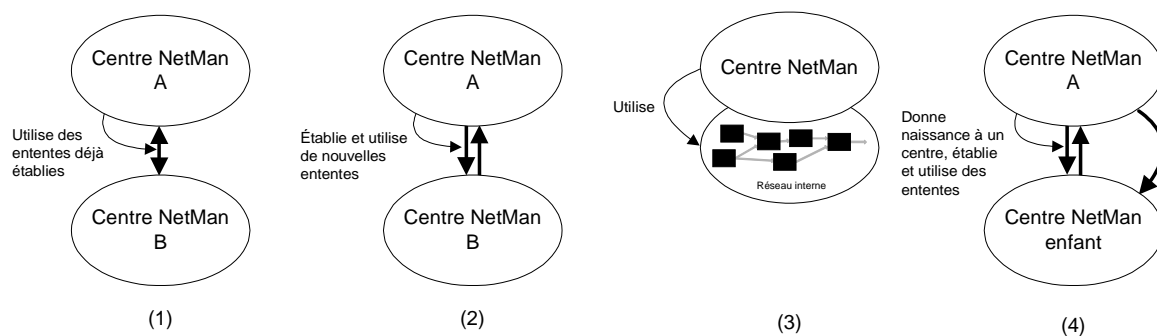 Centre NetMan
A
Utilise des
ententes déjà
établies
Centre NetMan
B
(1)
Centre NetMan
A
Établie et utilise
de nouvelles
ententes
Centre NetMan
B
(2)
Centre NetMan
Utilise
Réseau interne
(3)
Centre NetMan
A
Donne
naissance à un
centre, établie
et utilise des
ententes
Centre NetMan
enfant
(4)